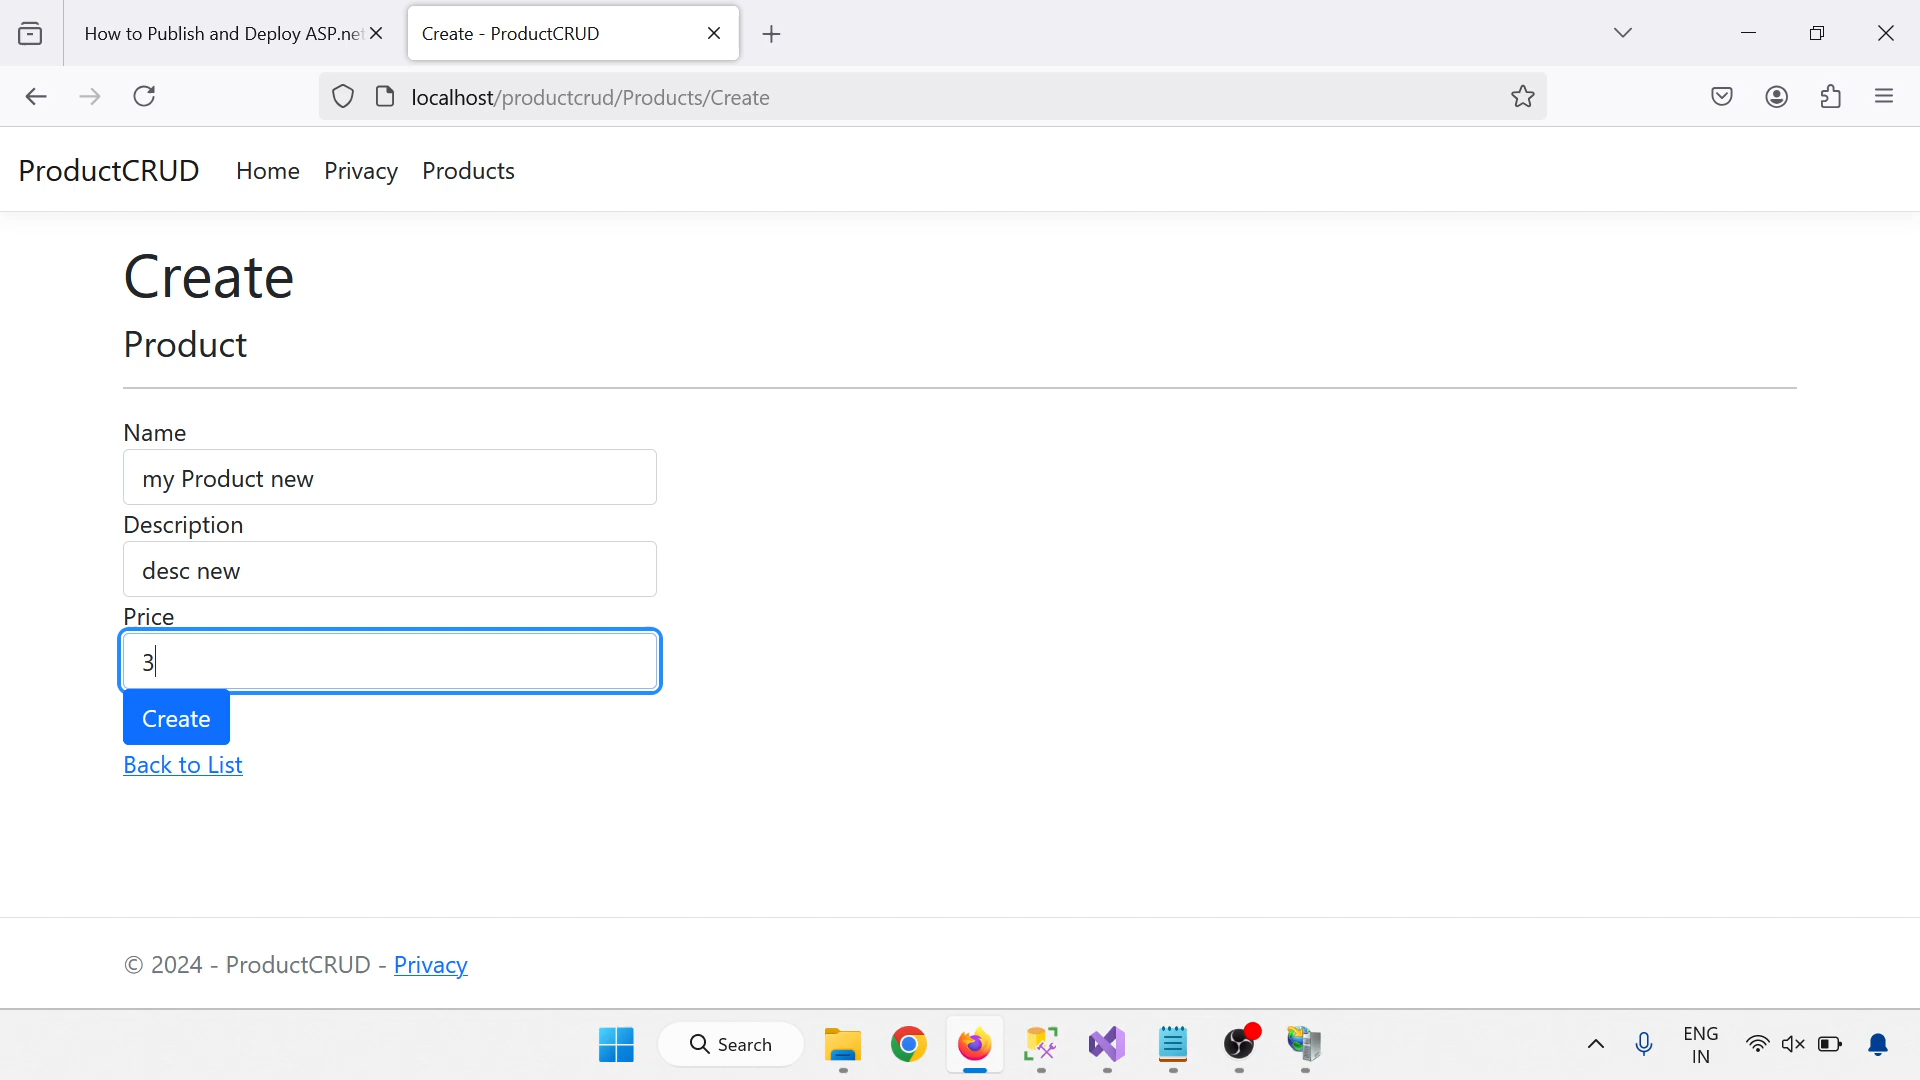 How to Publish and Deploy ASP.ne
Create - ProductCRUD
localhost/productcrud/Products/Create
ProductCRUD Home Privacy Products
Create
Product
Name
my Product new
Description
desc new
Price
3
Create
Back to List
© 2024 - ProductCRUD - Privacy
Search
ENG
IN